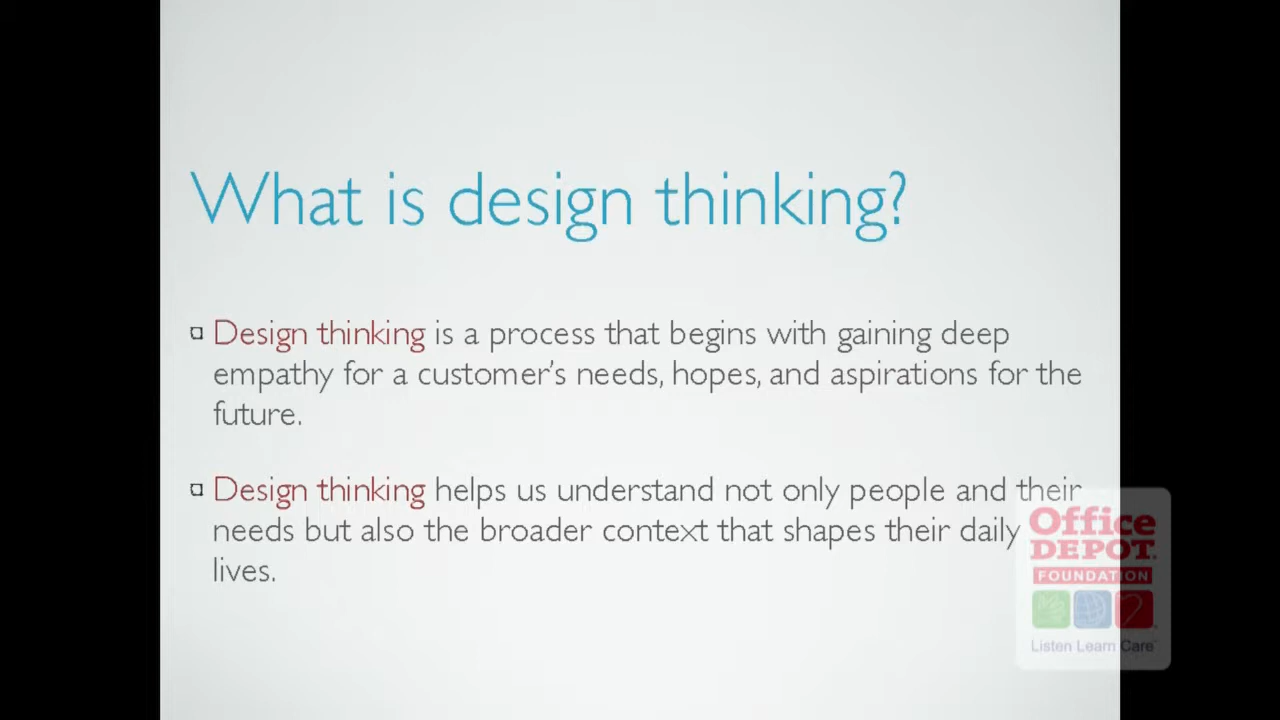 What is design thinking?
Design thinking is a process that begins with gaining deep
empathy for a customer’s needs, hopes, and aspirations for the
future.
Design thinking helps us understand not only people and their
needs but also the broader context that shapes their daily
lives.
Office
DEPOT
FOUNDATION
Listen Learn Care